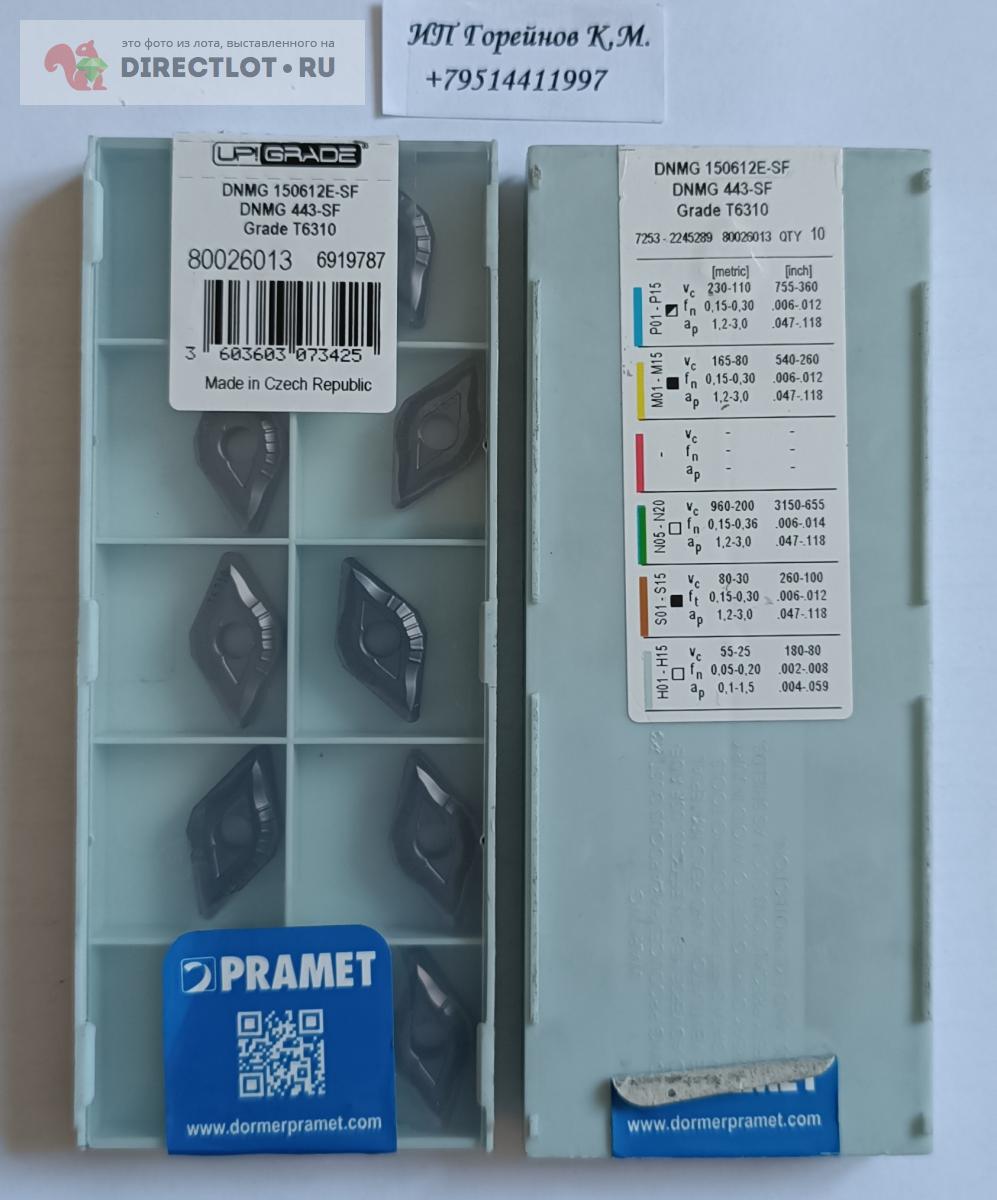 это фото из лота, выставленного на
DIRECTLOT•RU
ИП Горейнов К.М.
+79514411997
UP!GRADE
DNMG 150612E-SF
DNMG 443-SF
Grade T6310
80026013 6919787
3 603603 073425
Made in Czech Republic
PRAMET
www.dormerpramet.com
DNMG 150612E-SF
DNMG 443-SF
Grade T6310
7253 - 2245289 80026013 QTY 10
[metric] [inch]
P01 - P15
vc 230-110 755-360
fn 0,15-0,30 .006-.012
ap 1,2-3,0 .047-.118
M01 - M15
vc 165-80 540-260
fn 0,15-0,30 .006-.012
ap 1,2-3,0 .047-.118
vc - -
fn - -
ap - -
N05 - N20
vc 960-200 3150-655
fn 0,15-0,36 .006-.014
ap 1,2-3,0 .047-.118
S01 - S15
vc 80-30 260-100
ft 0,15-0,30 .006-.012
ap 1,2-3,0 .047-.118
H01 - H15
vc 55-25 180-80
fn 0,05-0,20 .002-.008
ap 0,1-1,5 .004-.059
www.dormerpramet.com